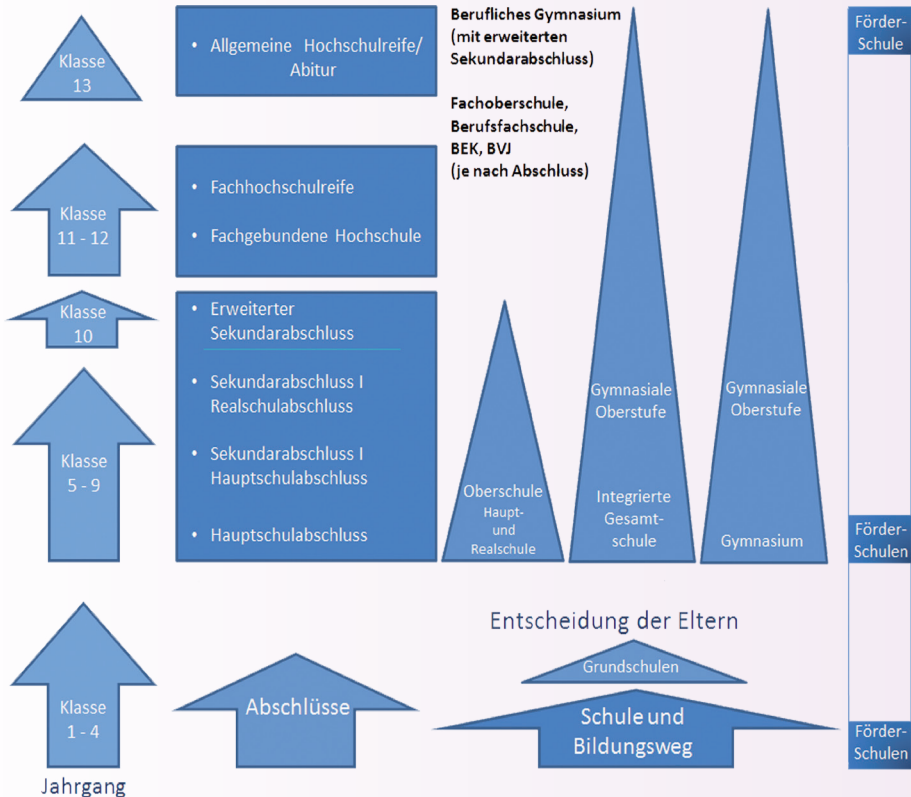 Klasse
13
• Allgemeine Hochschulreife/
Abitur
Berufliches Gymnasium
(mit erweiterten
Sekundarabschluss)
Fachoberschule,
Berufsfachschule,
BEK, BVJ
(je nach Abschluss)
Förder-
Schule
Klasse
11 - 12
• Fachhochschulreife
• Fachgebundene Hochschule
Klasse
10
• Erweiterter
Sekundarabschluss
Klasse
5 - 9
• Sekundarabschluss I
Realschulabschluss
• Sekundarabschluss I
Hauptschulabschluss
• Hauptschulabschluss
Oberschule
Haupt-
und
Realschule
Gymnasiale
Oberstufe
Integrierte
Gesamt-
schule
Gymnasiale
Oberstufe
Gymnasium
Förder-
Schulen
Klasse
1 - 4
Jahrgang
Abschlüsse
Entscheidung der Eltern
Grundschulen
Schule und
Bildungsweg
Förder-
Schulen